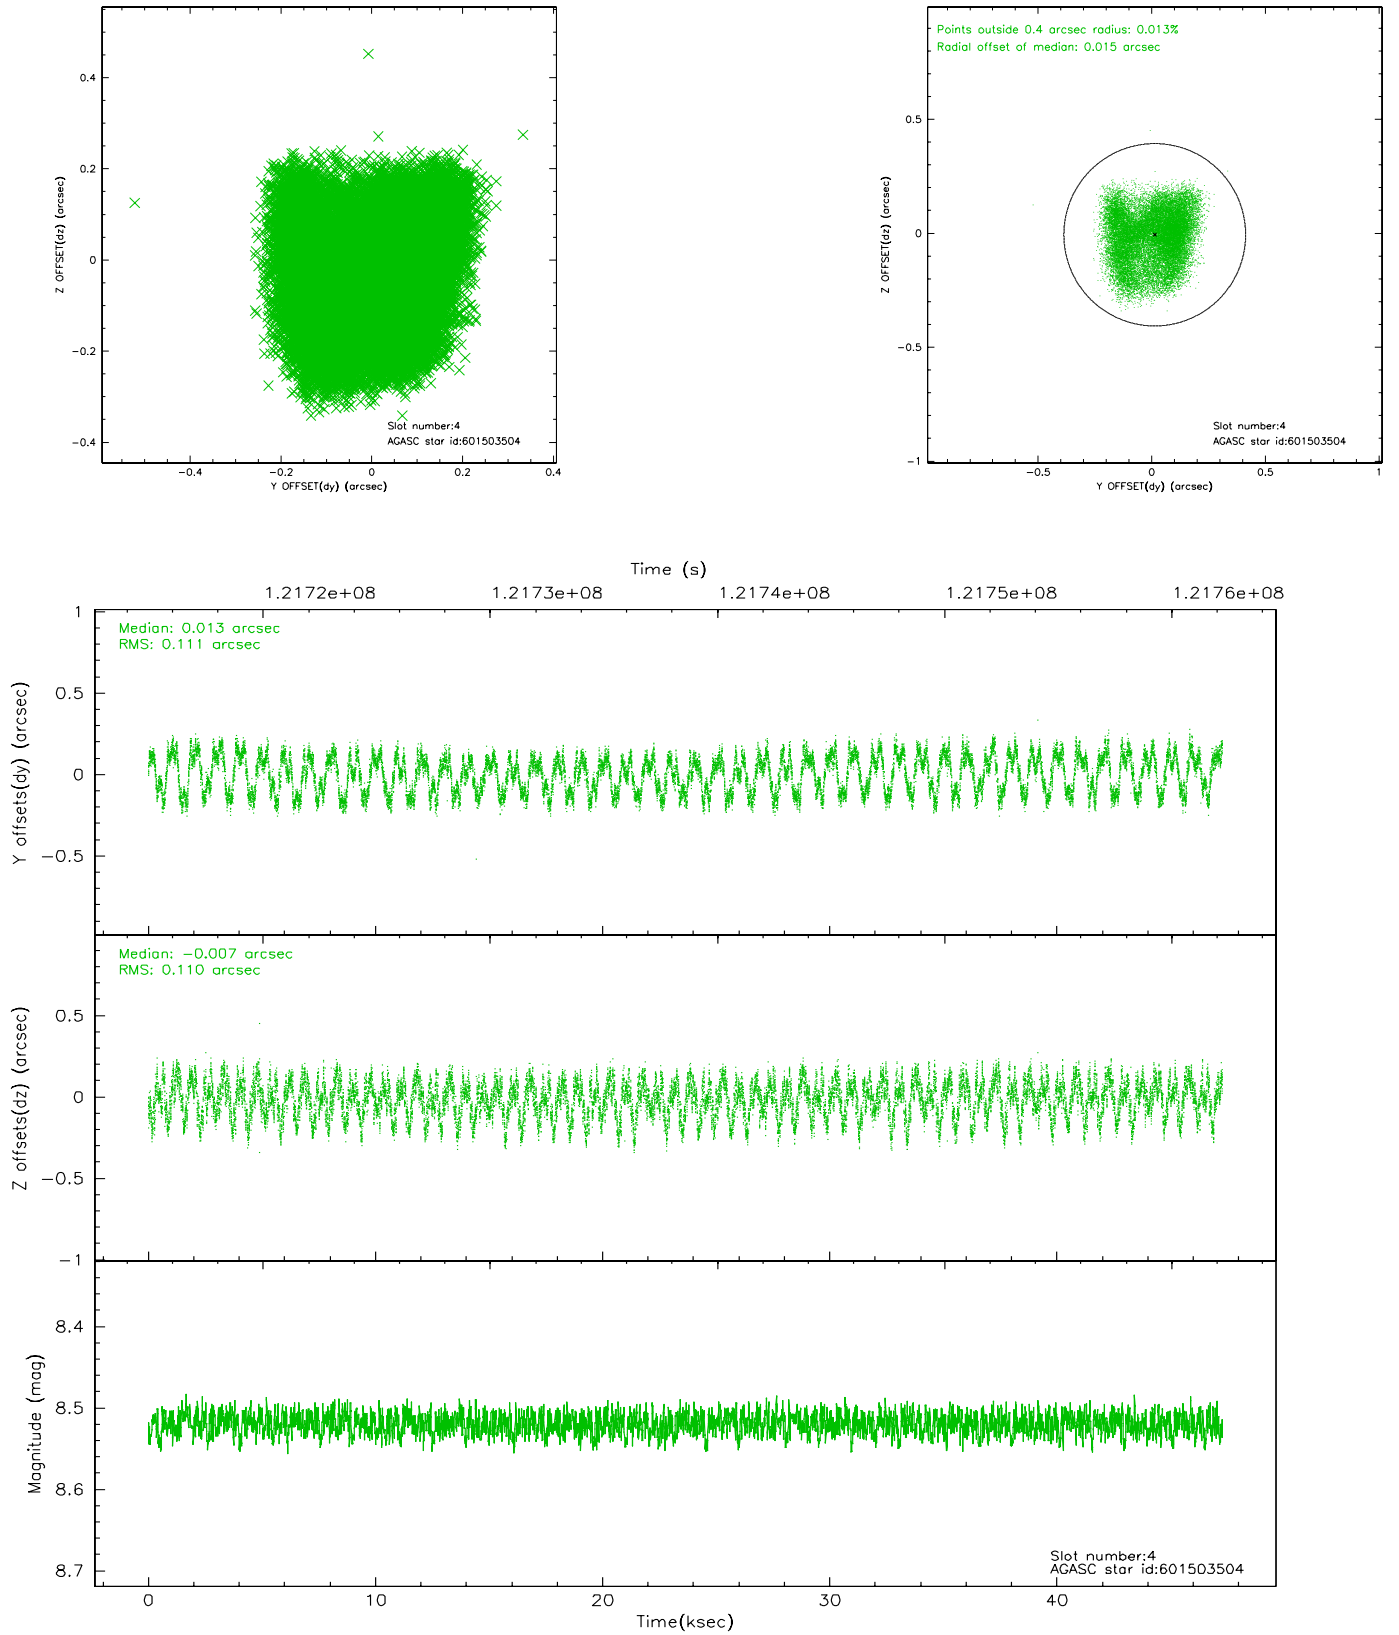 0.4
0.2
0
−0.2
−0.4
Z OFFSET(dz) (arcsec)
−0.4
−0.2
0
0.2
0.4
Y OFFSET(dy) (arcsec)
Slot number:4
AGASC star id:601503504
Points outside 0.4 arcsec radius: 0.013%
Radial offset of median: 0.015 arcsec
0.5
0
−0.5
−1
Z OFFSET(dz) (arcsec)
−0.5
0
0.5
1
Y OFFSET(dy) (arcsec)
Slot number:4
AGASC star id:601503504
Time (s)
1.2172e+08
1.2173e+08
1.2174e+08
1.2175e+08
1.2176e+08
Median: 0.013 arcsec
RMS: 0.111 arcsec
1
0.5
0
−0.5
Y offsets(dy) (arcsec)
Median: −0.007 arcsec
RMS: 0.110 arcsec
0.5
0
−0.5
−1
Z offsets(dz) (arcsec)
8.4
8.5
8.6
8.7
Magnitude (mag)
Slot number:4
AGASC star id:601503504
0
10
20
30
40
Time(ksec)